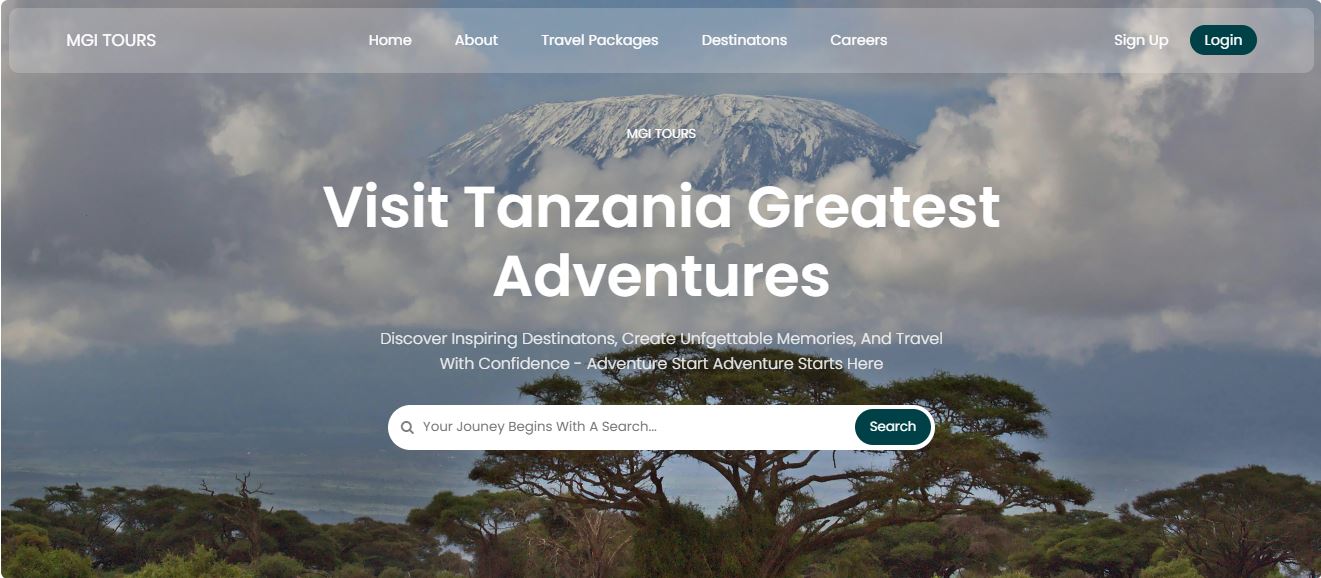 MGI TOURS
Home About Travel Packages Destinatons Careers
Sign Up Login
MGI TOURS
Visit Tanzania Greatest
Adventures
Discover Inspiring Destinatons, Create Unfgettable Memories, And Travel
With Confidence - Adventure Start Adventure Starts Here
Your Jouney Begins With A Search...
Search